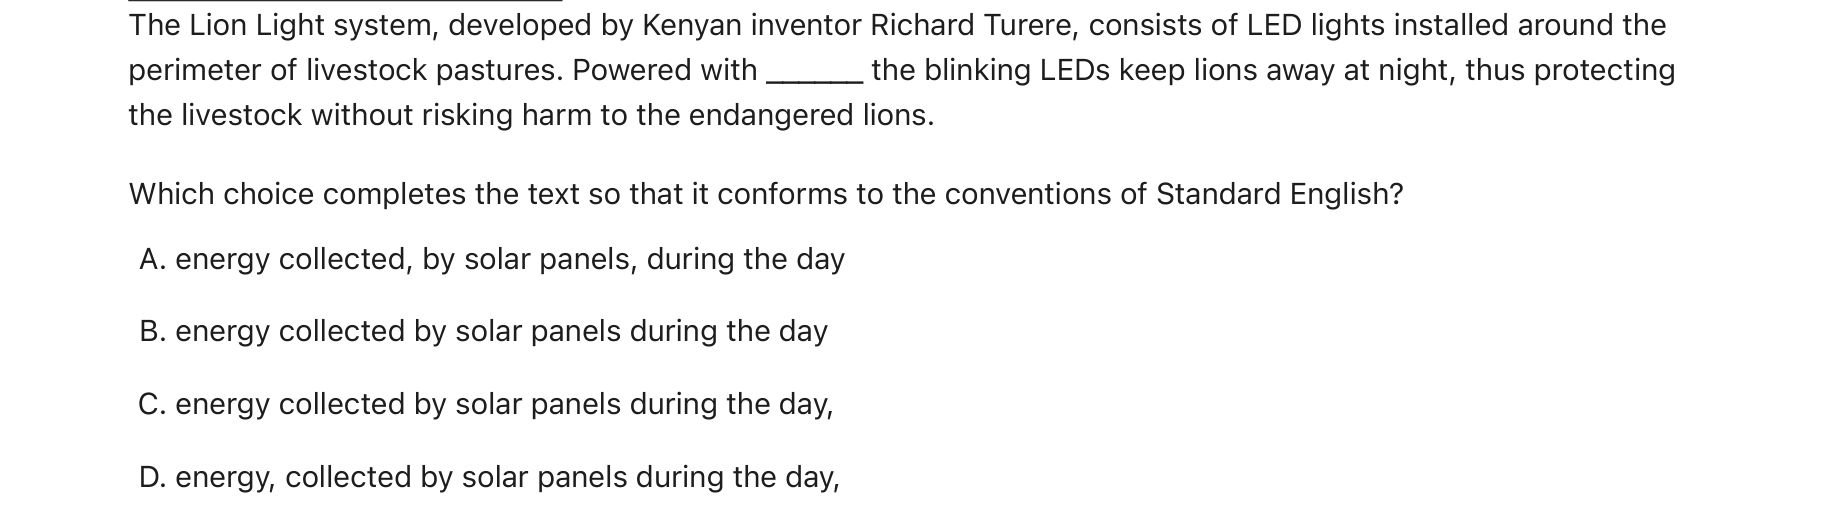 The Lion Light system, developed by Kenyan inventor Richard Turere, consists of LED lights installed around the
perimeter of livestock pastures. Powered with ______ the blinking LEDs keep lions away at night, thus protecting
the livestock without risking harm to the endangered lions.
Which choice completes the text so that it conforms to the conventions of Standard English?
A. energy collected, by solar panels, during the day
B. energy collected by solar panels during the day
C. energy collected by solar panels during the day,
D. energy, collected by solar panels during the day,